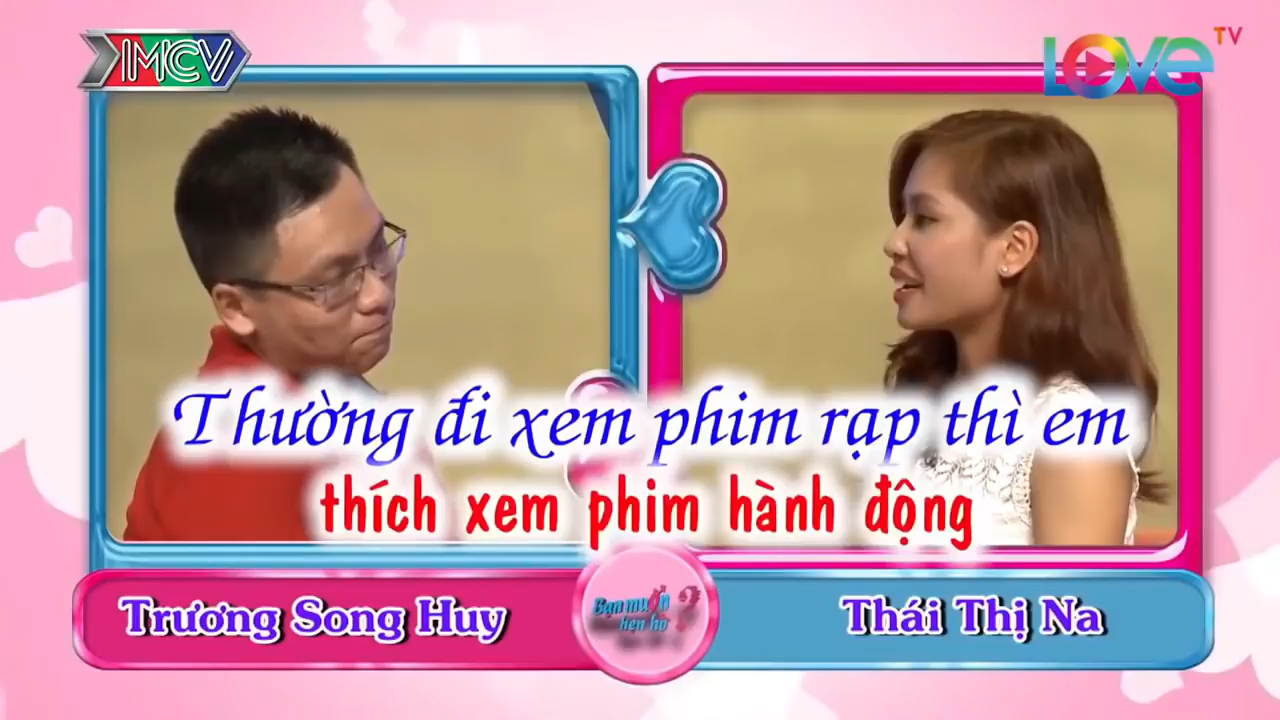 MCV
LOVE TV
Thường đi xem phim rạp thì em
thích xem phim hành động
Trương Song Huy
Bạn muốn
hẹn hò ?
Thái Thị Na